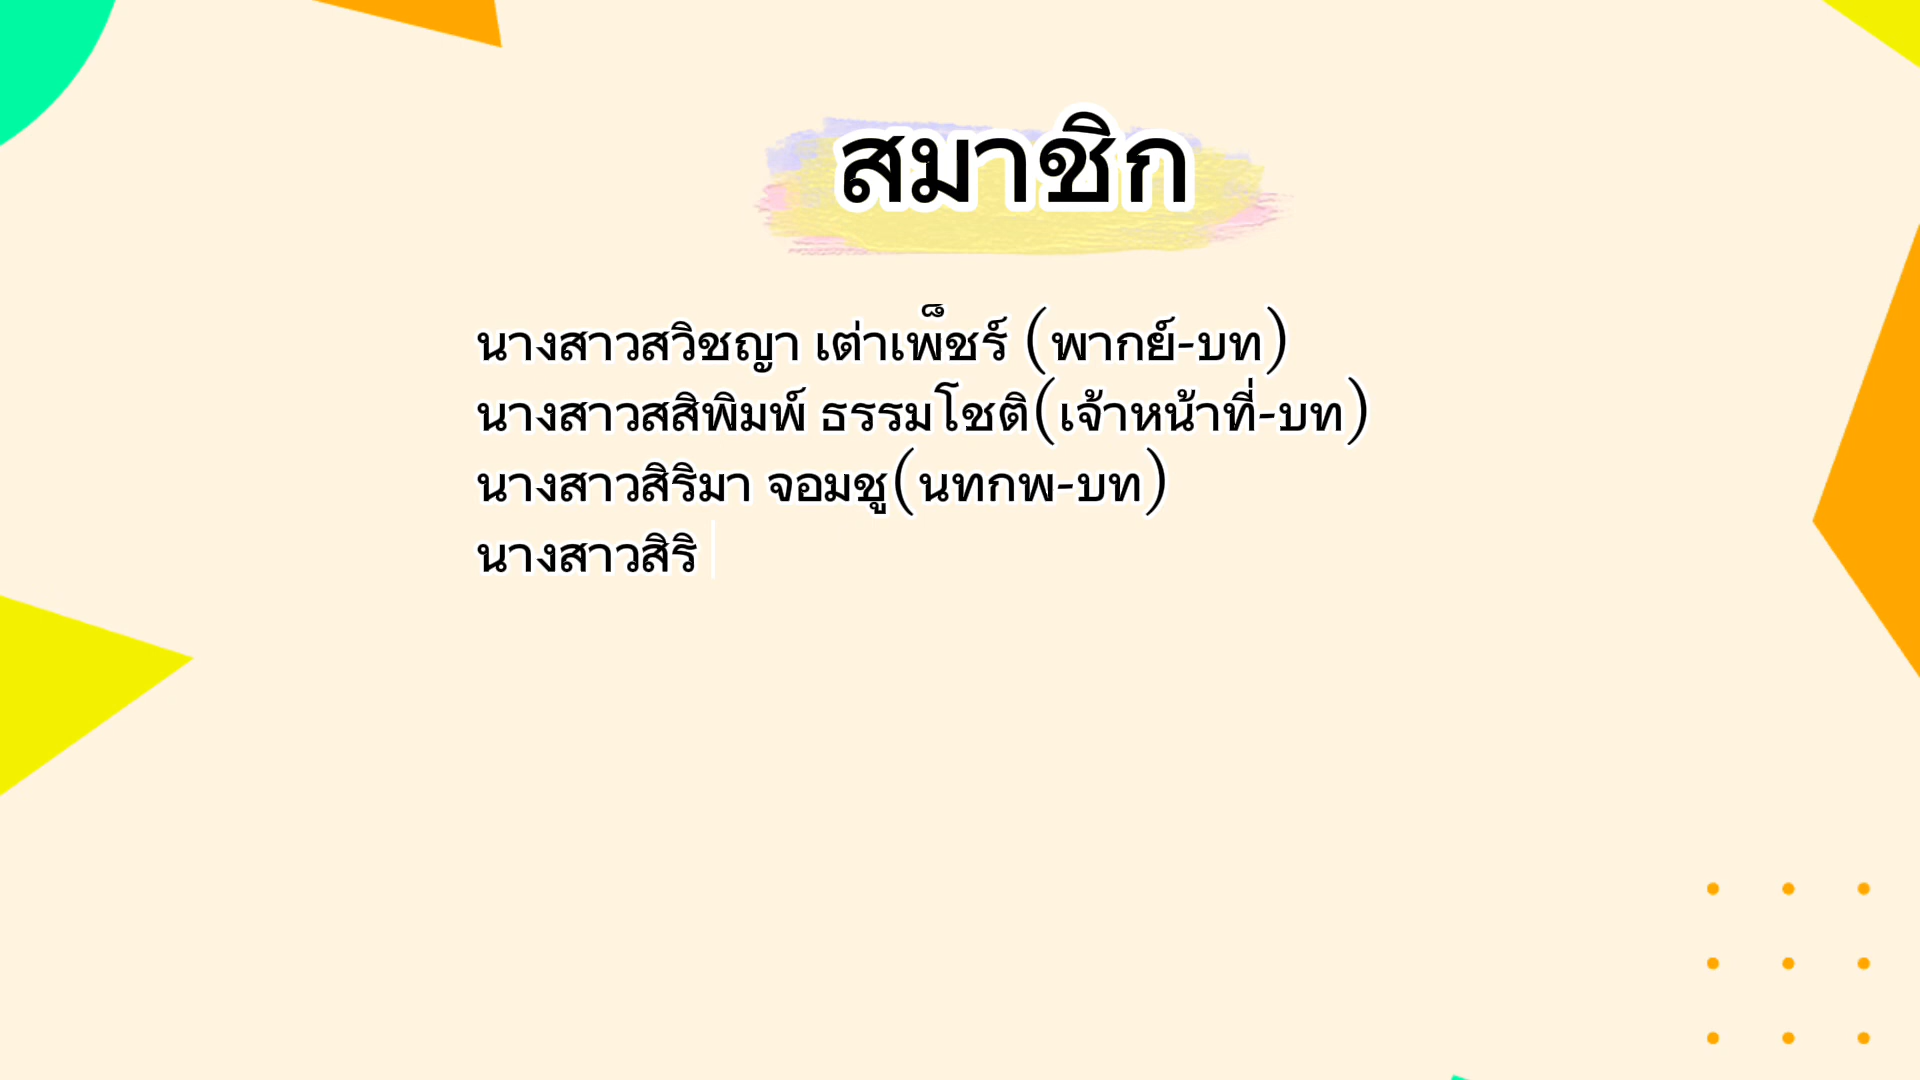 สมาชิก
นางสาวสวิชญา เต่าเพ็ชร์ (พากย์-บท)
นางสาวสสิพิมพ์ ธรรมโชติ(เจ้าหน้าที่-บท)
นางสาวสิริมา จอมชู(นทกพ-บท)
นางสาวสิริ